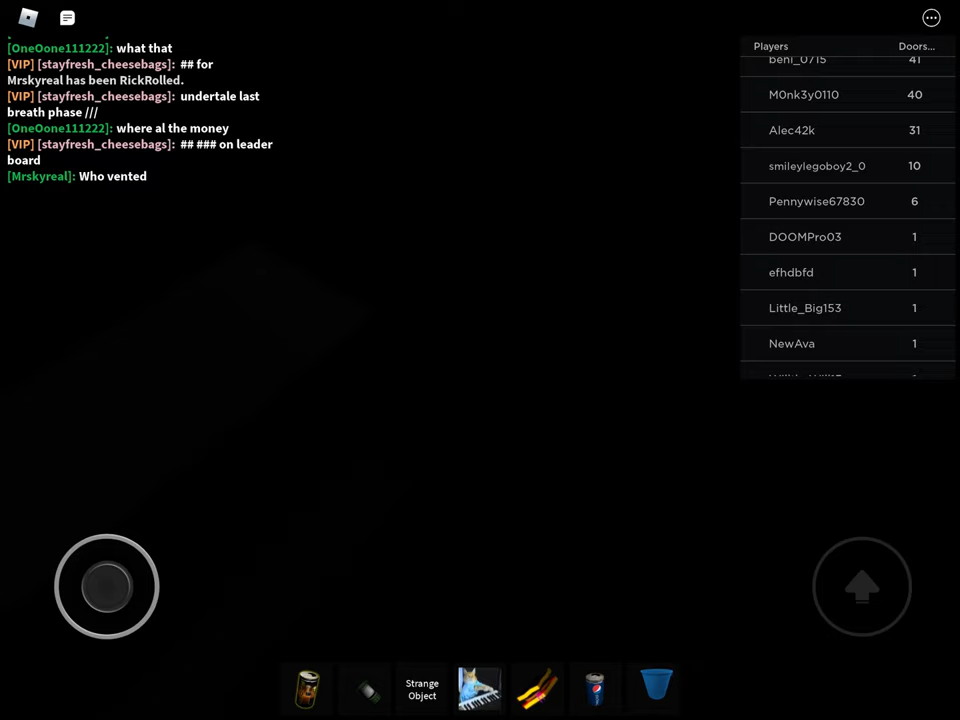 [OneOone111222]: what that
[VIP] [stayfresh_cheesebags]: ## for
Mrskyreal has been RickRolled.
[VIP] [stayfresh_cheesebags]: undertale last
breath phase ///
[OneOone111222]: where al the money
[VIP] [stayfresh_cheesebags]: ## ### on leader
board
[Mrskyreal]: Who vented
Players Doors...
beni_0715 41
M0nk3y0110 40
Alec42k 31
smileylegoboy2_0 10
Pennywise67830 6
DOOMPro03 1
efhdbfd 1
Little_Big153 1
NewAva 1
Strange
Object